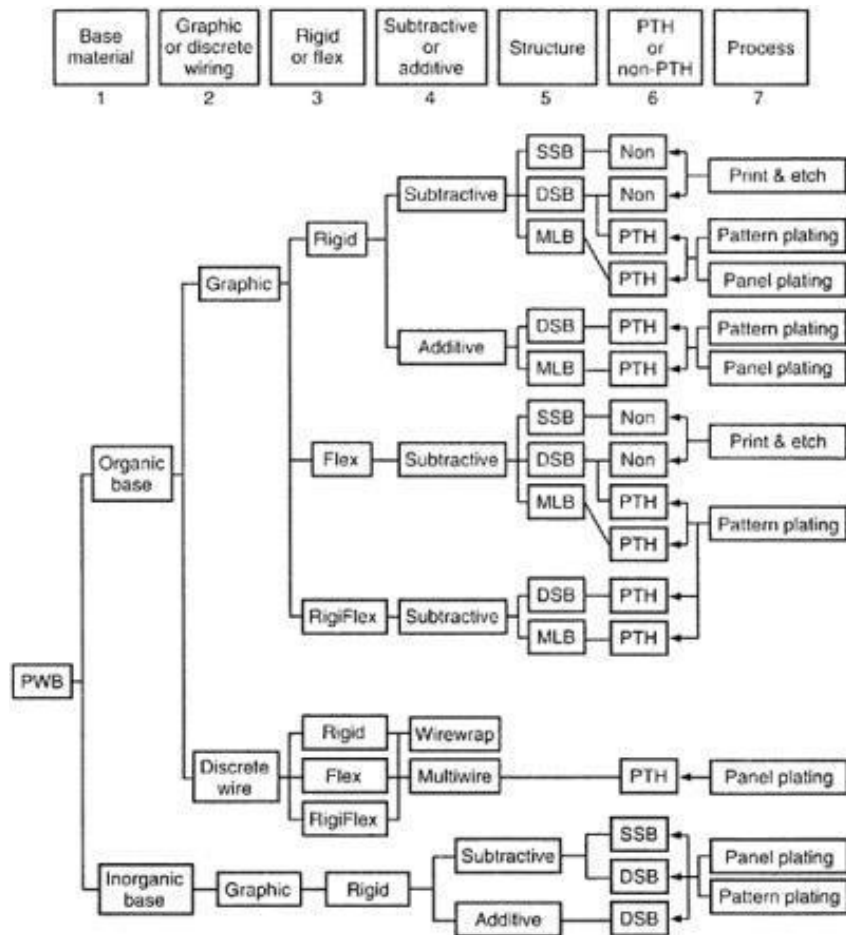 Base
material
Graphic
or discrete
wiring
Rigid
or flex
Subtractive
or
additive
Structure
PTH
or
non-PTH
Process
1
2
3
4
5
6
7
SSB
Non
Print & etch
Subtractive
DSB
Non
Rigid
MLB
PTH
Pattern plating
Graphic
PTH
Panel plating
Additive
DSB
PTH
Pattern plating
MLB
PTH
Panel plating
SSB
Non
Print & etch
Organic
base
Flex
Subtractive
DSB
Non
MLB
PTH
Pattern plating
PTH
RigiFlex
Subtractive
DSB
PTH
MLB
PTH
PWB
Rigid
Wirewrap
Discrete
wire
Flex
Multiwire
PTH
Panel plating
RigiFlex
Inorganic
base
Graphic
Rigid
Subtractive
SSB
Panel plating
DSB
Pattern plating
Additive
DSB